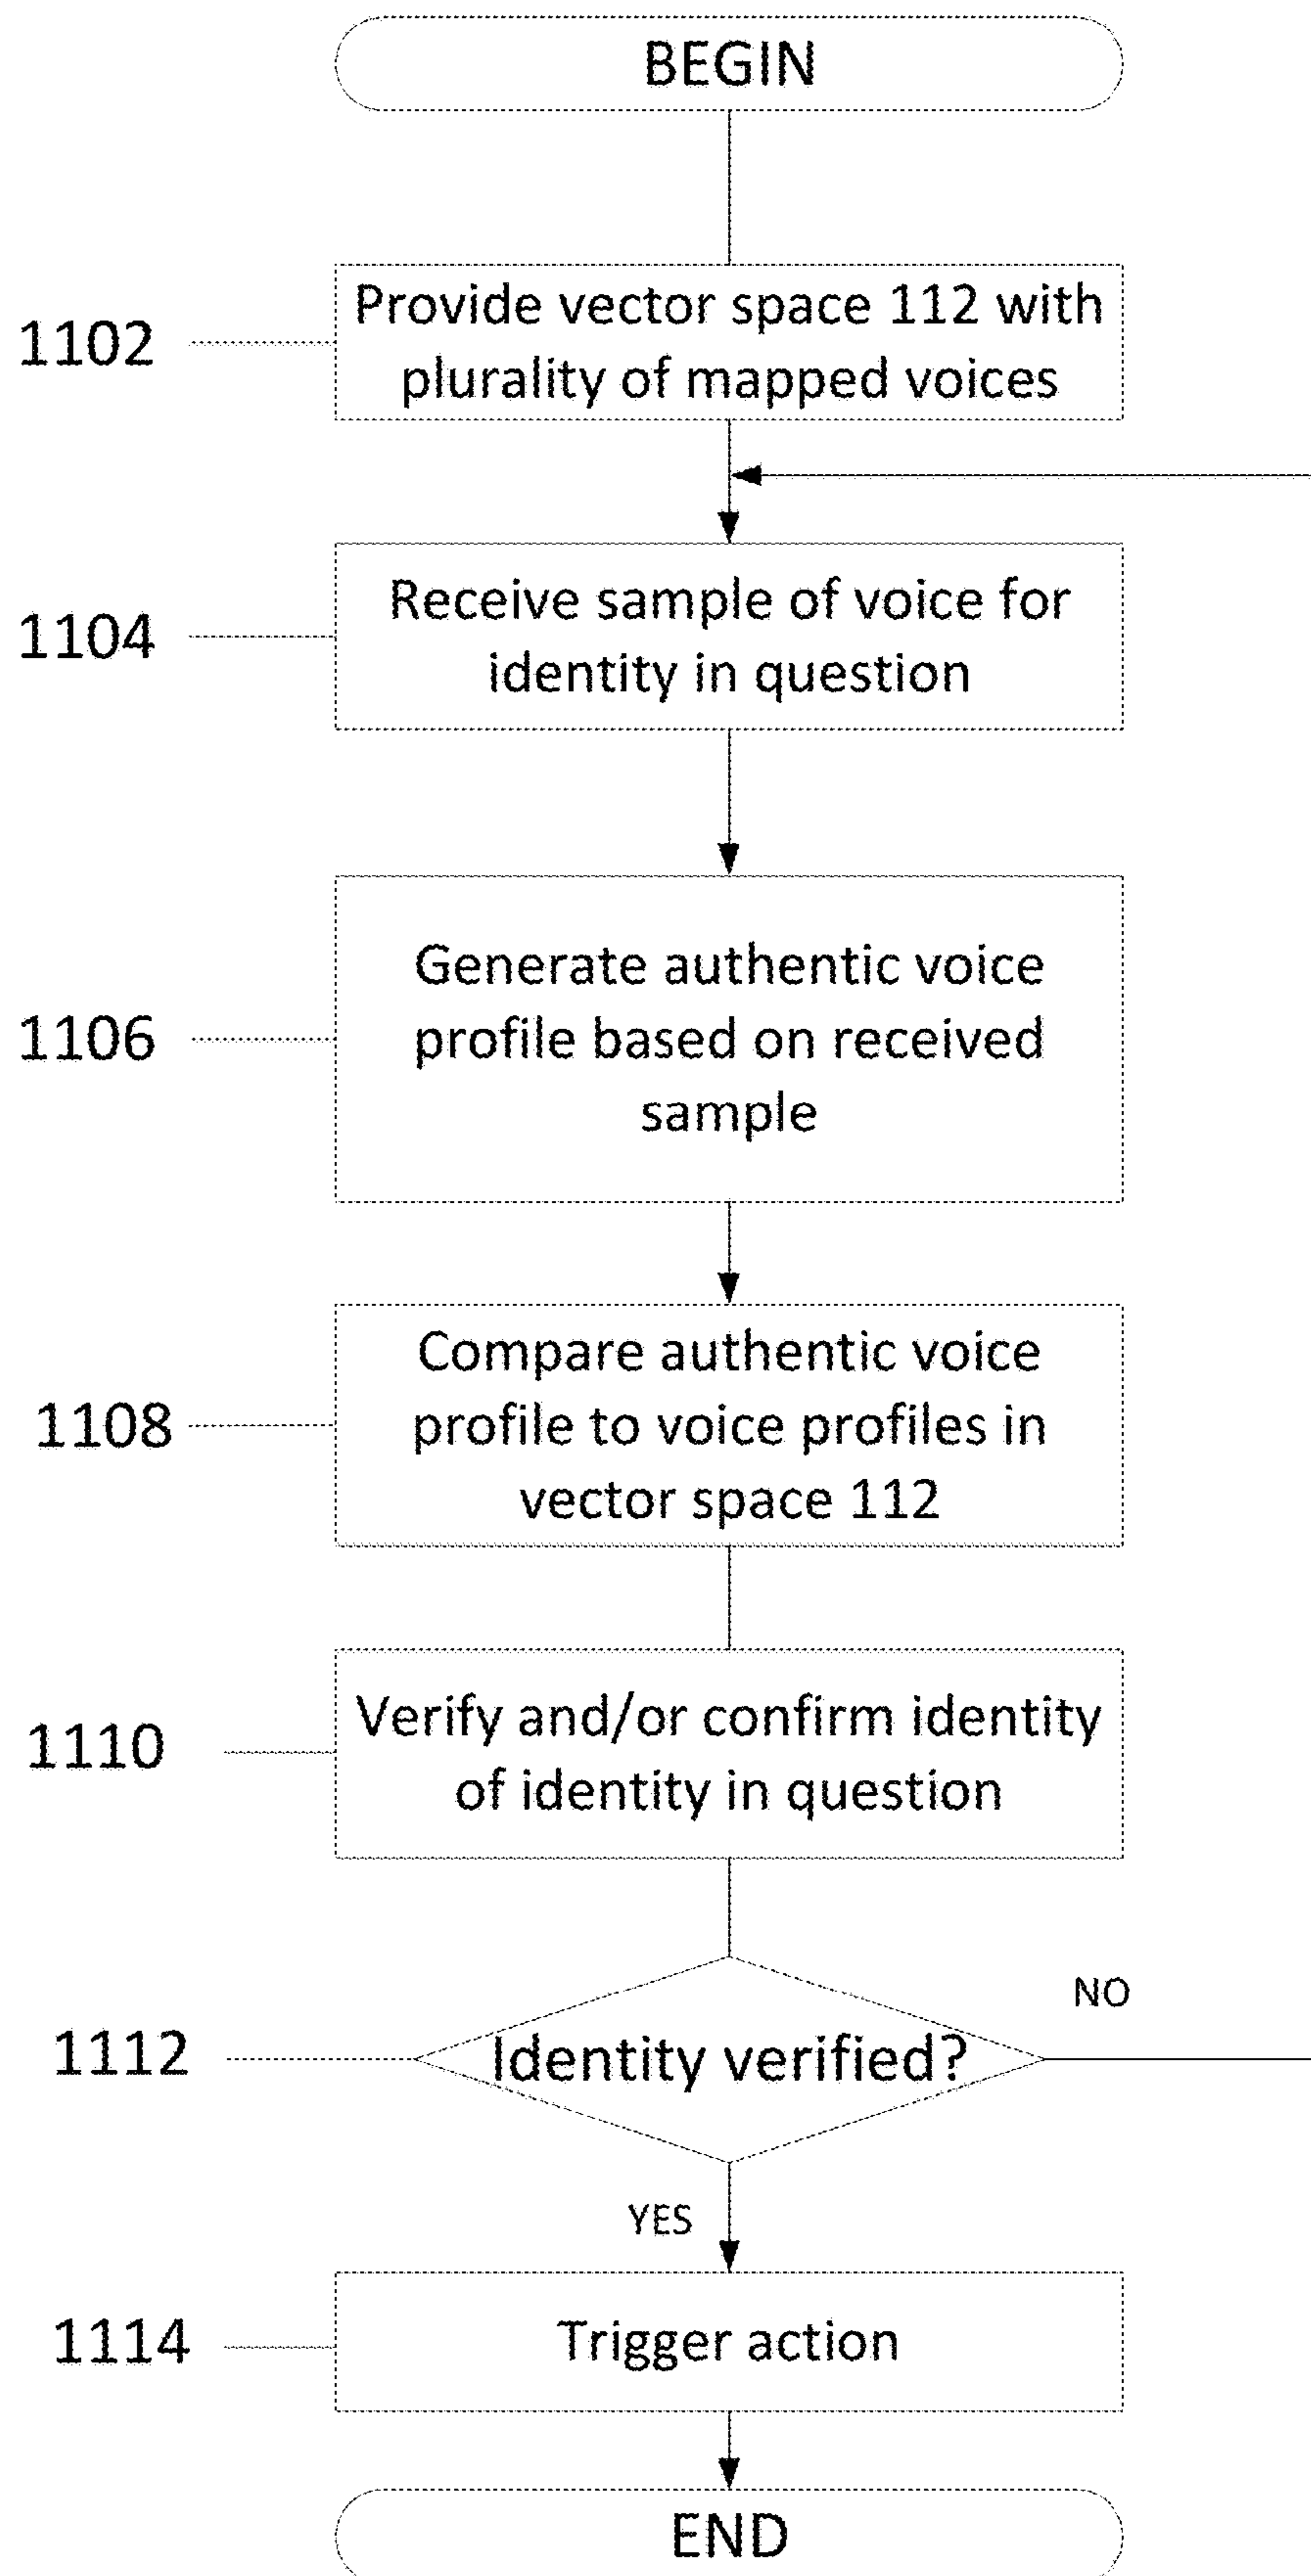 BEGIN
1102
Provide vector space 112 with
plurality of mapped voices
1104
Receive sample of voice for
identity in question
1106
Generate authentic voice
profile based on received
sample
1108
Compare authentic voice
profile to voice profiles in
vector space 112
1110
Verify and/or confirm identity
of identity in question
1112
Identity verified?
NO
YES
1114
Trigger action
END